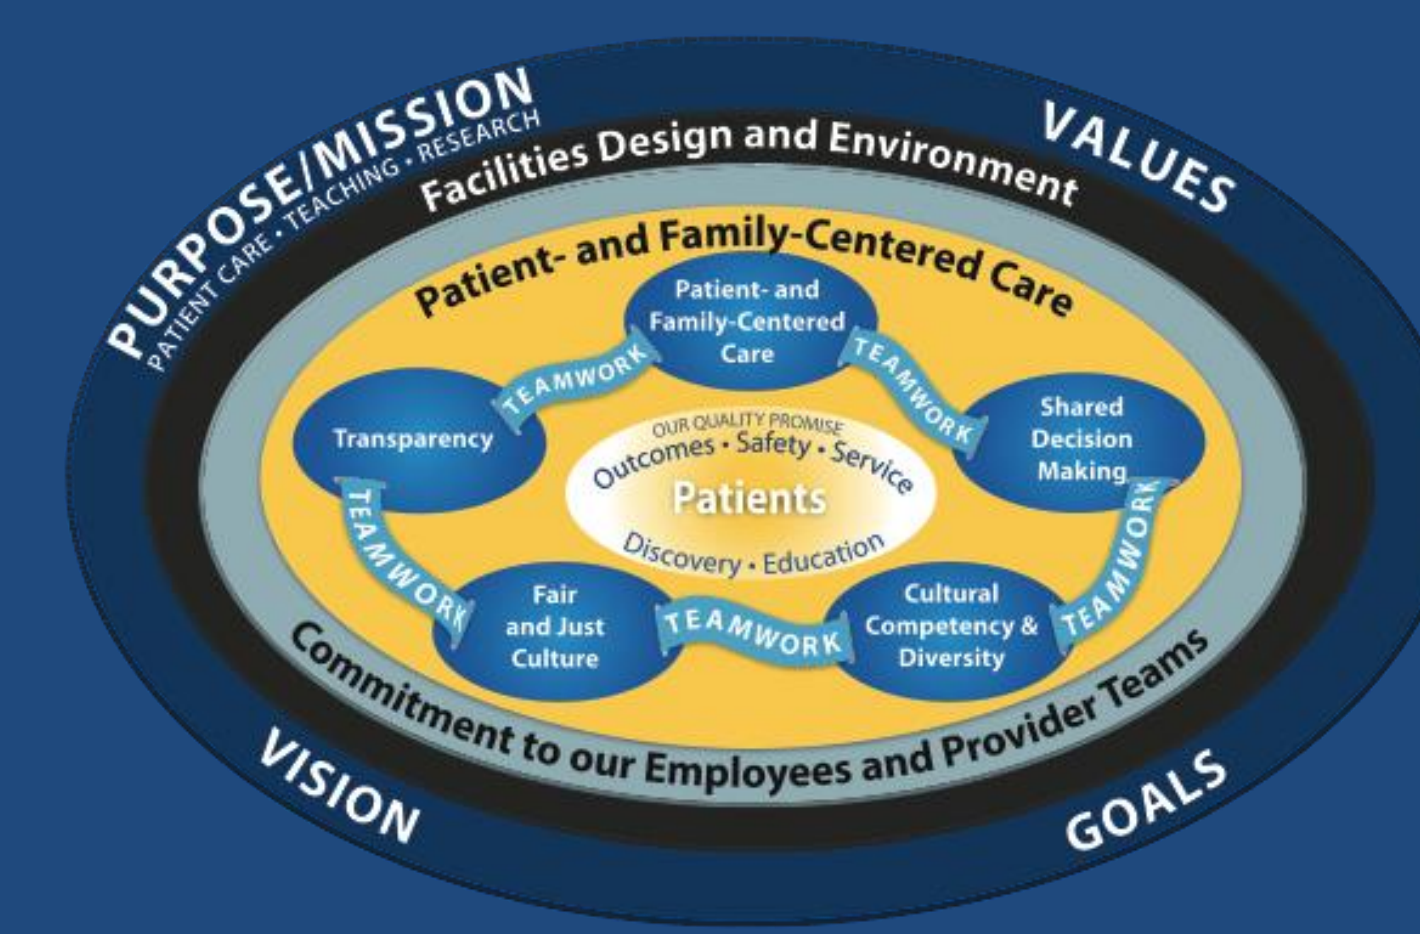 PURPOSE/MISSION
PATIENT CARE • TEACHING • RESEARCH
VALUES
Facilities Design and Environment
Patient- and Family-Centered Care
Patient- and
Family-Centered
Care
TEAMWORK
TEAMWORK
Transparency
Shared
Decision
Making
OUR QUALITY PROMISE
Outcomes • Safety • Service
Patients
Discovery • Education
TEAMWORK
TEAMWORK
Fair
and Just
Culture
TEAMWORK
Cultural
Competency &
Diversity
Commitment to our Employees and Provider Teams
VISION
GOALS